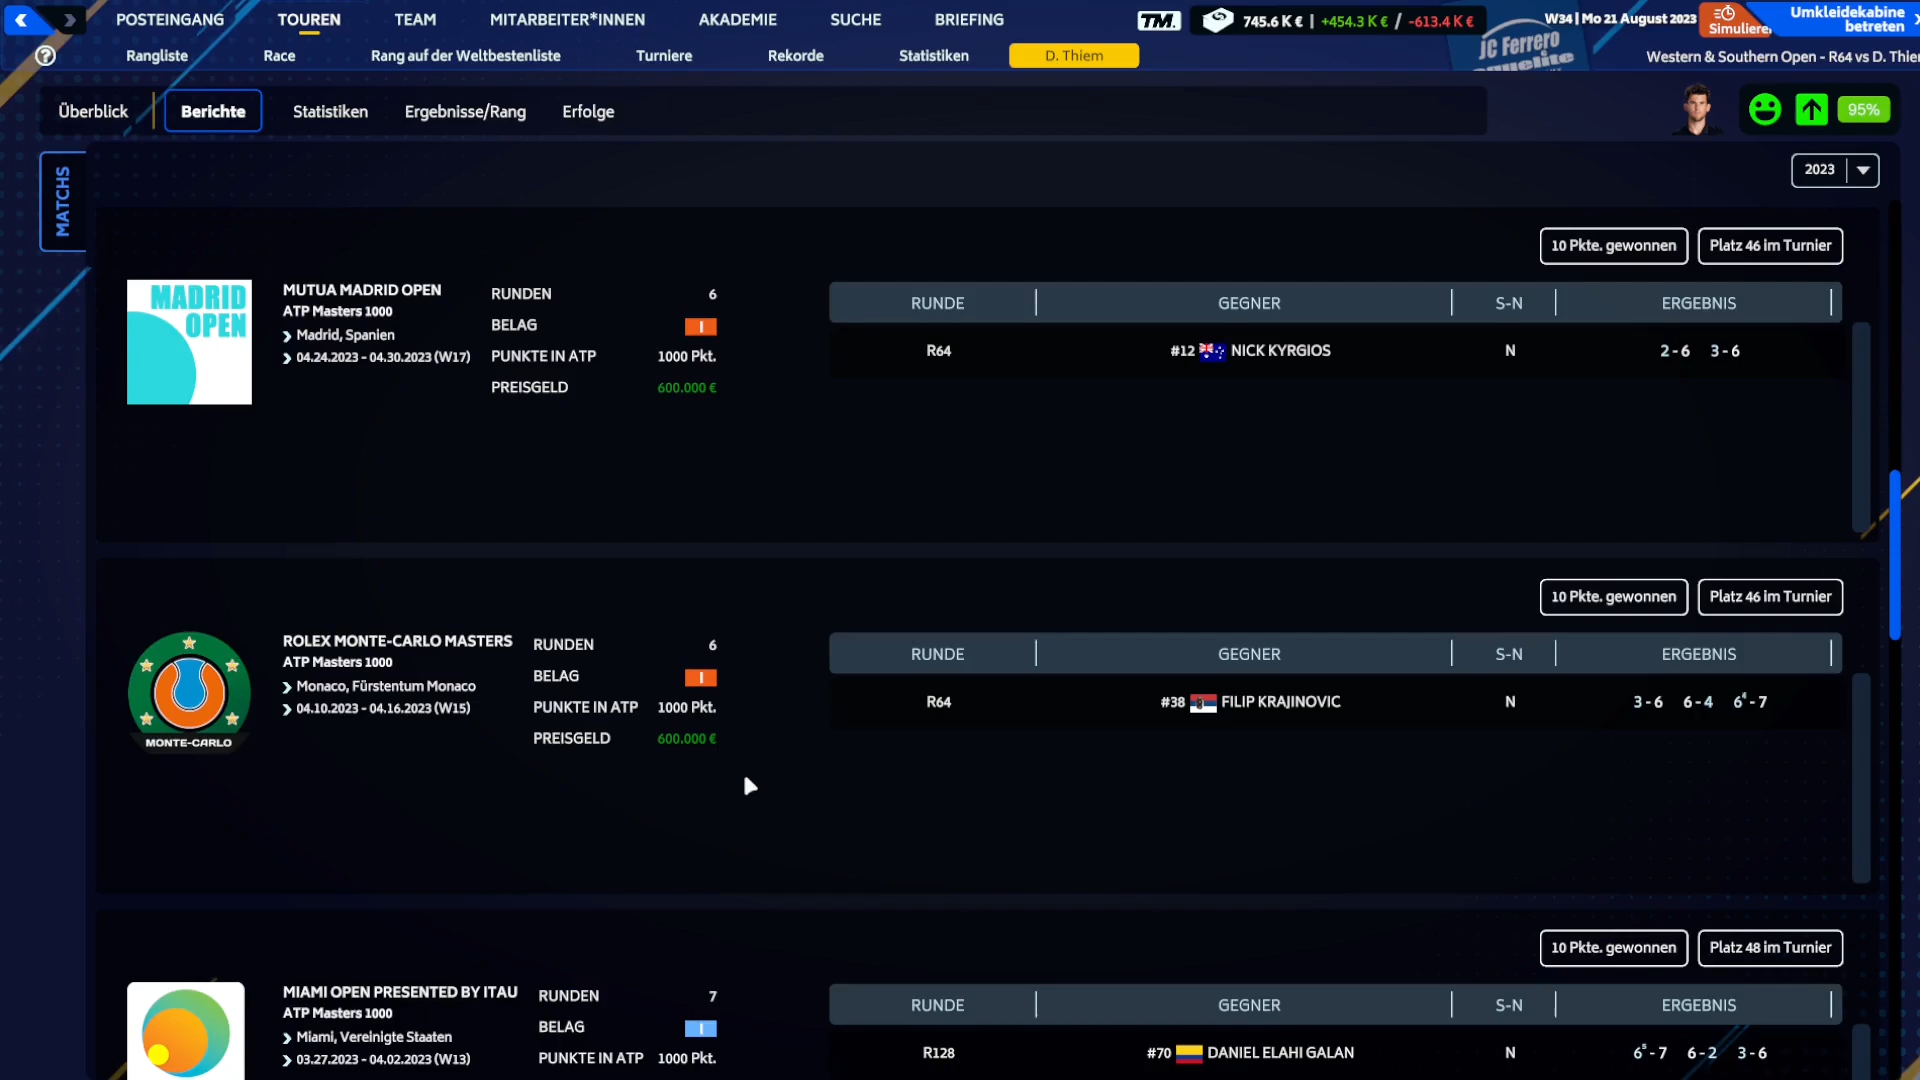 POSTEINGANG TOUREN TEAM MITARBEITER*INNEN AKADEMIE SUCHE BRIEFING TM. 745.6 K € | +454.3 K € / -613.4 K € W34 | Mo 21 August 2023 Simulieren Umkleidekabine
betreten
Rangliste Race Rang auf der Weltbestenliste Turniere Rekorde Statistiken D. Thiem JC Ferrero Western & Southern Open - R64 vs D. Thiem
Überblick Berichte Statistiken Ergebnisse/Rang Erfolge 95%
MATCHS
2023
10 Pkte. gewonnen Platz 46 im Turnier
MADRID
OPEN
MUTUA MADRID OPEN
ATP Masters 1000
Madrid, Spanien
04.24.2023 - 04.30.2023 (W17)
RUNDEN 6
BELAG
PUNKTE IN ATP 1000 Pkt.
PREISGELD 600.000 €
RUNDE GEGNER S-N ERGEBNIS
R64 #12 NICK KYRGIOS N 2 - 6 3 - 6
10 Pkte. gewonnen Platz 46 im Turnier
MONTE-CARLO
ROLEX MONTE-CARLO MASTERS
ATP Masters 1000
Monaco, Fürstentum Monaco
04.10.2023 - 04.16.2023 (W15)
RUNDEN 6
BELAG
PUNKTE IN ATP 1000 Pkt.
PREISGELD 600.000 €
RUNDE GEGNER S-N ERGEBNIS
R64 #38 FILIP KRAJINOVIC N 3 - 6 6 - 4 6⁴ - 7
10 Pkte. gewonnen Platz 48 im Turnier
MIAMI OPEN PRESENTED BY ITAU
ATP Masters 1000
Miami, Vereinigte Staaten
03.27.2023 - 04.02.2023 (W13)
RUNDEN 7
BELAG
PUNKTE IN ATP 1000 Pkt.
RUNDE GEGNER S-N ERGEBNIS
R128 #70 DANIEL ELAHI GALAN N 6⁵ - 7 6 - 2 3 - 6